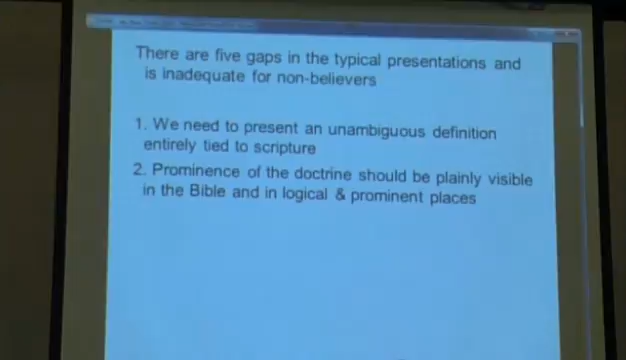 There are five gaps in the typical presentations and
is inadequate for non-believers
1. We need to present an unambiguous definition
entirely tied to scripture
2. Prominence of the doctrine should be plainly visible
in the Bible and in logical & prominent places